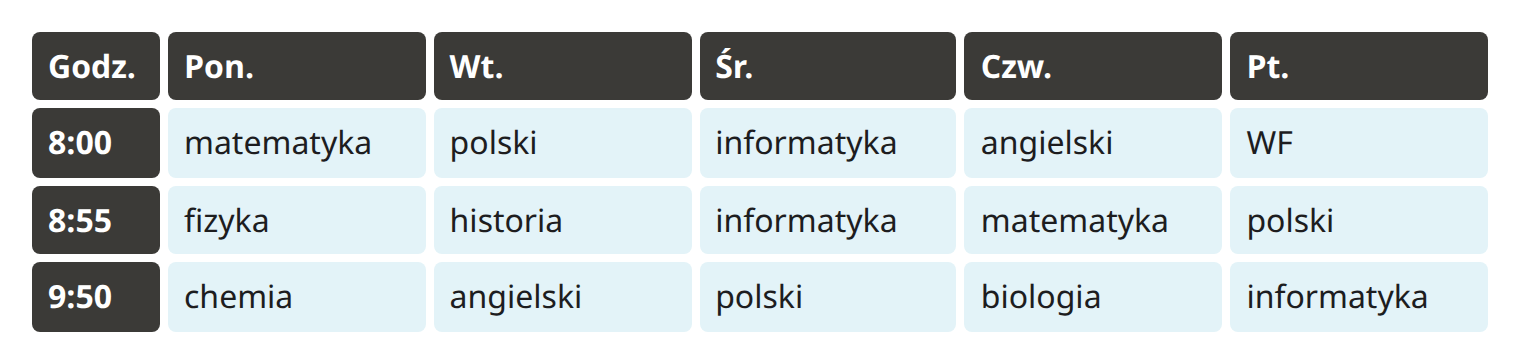 Godz. Pon. Wt. Śr. Czw. Pt.
8:00 matematyka polski informatyka angielski WF
8:55 fizyka historia informatyka matematyka polski
9:50 chemia angielski polski biologia informatyka